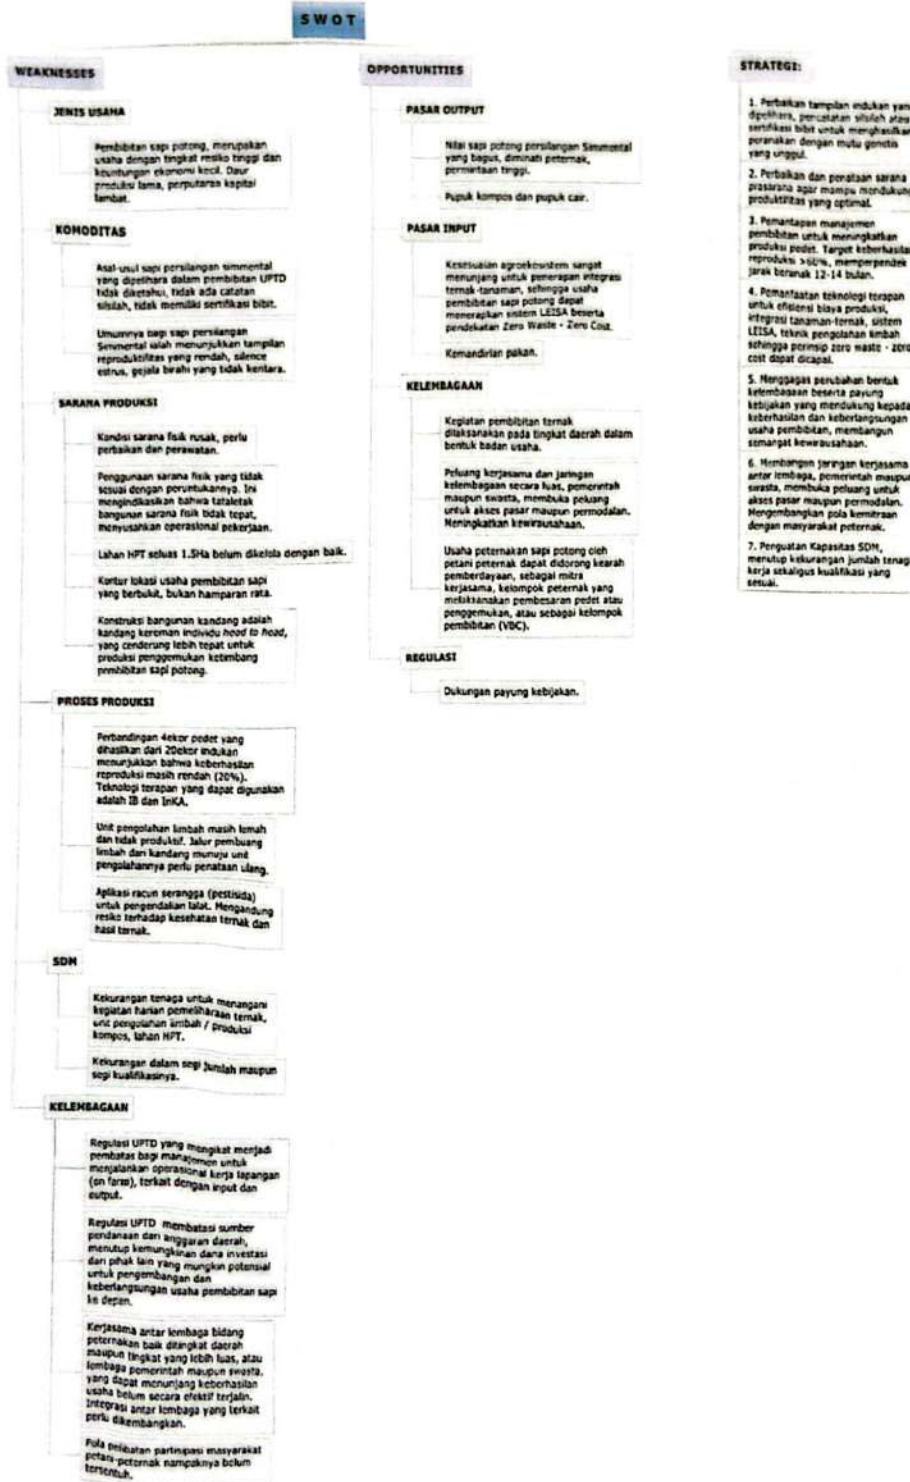 SWOT
WEAKNESSES
JENIS USAHA
Pembibitan sapi potong, merupakan
usaha dengan tingkat resiko tinggi dan
keuntungan ekonomi kecil. Daur
produksi lama, perputaran kapital
lambat.
KOMODITAS
Asal-usul sapi persilangan simmental
yang dipelihara dalam pembibitan UPTD
tidak diketahui, tidak ada catatan
silsilah, tidak memiliki sertifikasi bibit.
Umumnya bagi sapi persilangan
Simmental ialah menunjukkan tampilan
reproduktifitas yang rendah, silence
estrus, gejala birahi yang tidak kentara.
SARANA PRODUKSI
Kondisi sarana fisik rusak, perlu
perbaikan dan perawatan.
Penggunaan sarana fisik yang tidak
sesuai dengan peruntukannya. Ini
mengindikasikan bahwa tataletak
bangunan sarana fisik tidak tepat,
menyusahkan operasional pekerjaan.
Lahan HPT seluas 1.5Ha belum dikelola dengan baik.
Kontur lokasi usaha pembibitan sapi
yang berbukit, bukan hamparan rata.
Konstruksi bangunan kandang adalah
kandang kereman individu head to head,
yang cenderung lebih tepat untuk
produksi penggemukan ketimbang
pembibitan sapi potong.
PROSES PRODUKSI
Perbandingan 4ekor pedet yang
dihasilkan dari 20ekor indukan
menunjukkan bahwa keberhasilan
reproduksi masih rendah (20%).
Teknologi terapan yang dapat digunakan
adalah IB dan InKA.
Unit pengolahan limbah masih lemah
dan tidak produktif. Jalur pembuang
limbah dari kandang munuju unit
pengolahannya perlu penataan ulang.
Aplikasi racun serangga (pestisida)
untuk pengendalian lalat. Mengandung
resiko terhadap kesehatan ternak dan
hasil ternak.
SDM
Kekurangan tenaga untuk menangani
kegiatan harian pemeliharaan ternak,
unit pengolahan limbah / produksi
kompos, lahan HPT.
Kekurangan dalam segi jumlah maupun
segi kualifikasinya.
KELEMBAGAAN
Regulasi UPTD yang mengikat menjadi
pembatas bagi manajemen untuk
menjalankan operasional kerja lapangan
(on farm), terkait dengan input dan
output.
Regulasi UPTD membatasi sumber
pendanaan dari anggaran daerah,
menutup kemungkinan dana investasi
dari pihak lain yang mungkin potensial
untuk pengembangan dan
keberlangsungan usaha pembibitan sapi
ke depan.
Kerjasama antar lembaga bidang
peternakan baik ditingkat daerah
maupun tingkat yang lebih luas, atau
lembaga pemerintah maupun swasta,
yang dapat menunjang keberhasilan
usaha belum secara efektif terjalin.
Integrasi antar lembaga yang terkait
perlu dikembangkan.
Pola pelibatan partisipasi masyarakat
petani-peternak nampaknya belum
tersentuh.
OPPORTUNITIES
PASAR OUTPUT
Nilai sapi potong persilangan Simmental
yang bagus, diminati peternak,
permintaan tinggi.
Pupuk kompos dan pupuk cair.
PASAR INPUT
Kesesuaian agroekosistem sangat
menunjang untuk penerapan integrasi
ternak-tanaman, sehingga usaha
pembibitan sapi potong dapat
menerapkan sistem LEISA beserta
pendekatan Zero Waste - Zero Cost.
Kemandirian pakan.
KELEMBAGAAN
Kegiatan pembibitan ternak
dilaksanakan pada tingkat daerah dalam
bentuk badan usaha.
Peluang kerjasama dan jaringan
kelembagaan secara luas, pemerintah
maupun swasta, membuka peluang
untuk akses pasar maupun permodalan.
Meningkatkan kewirausahaan.
Usaha peternakan sapi potong oleh
petani peternak dapat didorong kearah
pemberdayaan, sebagai mitra
kerjasama, kelompok peternak yang
melaksanakan pembesaran pedet atau
penggemukan, atau sebagai kelompok
pembibitan (VBC).
REGULASI
Dukungan payung kebijakan.
STRATEGI:
1. Perbaikan tampilan indukan yang
dipelihara, pencatatan silsilah atau
sertifikasi bibit untuk menghasilkan
peranakan dengan mutu genetis
yang unggul.
2. Perbaikan dan penataan sarana
prasarana agar mampu mendukung
produktifitas yang optimal.
3. Pemantapan manajemen
pembibitan untuk meningkatkan
produksi pedet. Target keberhasilan
reproduksi >60%, memperpendek
jarak beranak 12-14 bulan.
4. Pemanfaatan teknologi terapan
untuk efisiensi biaya produksi,
integrasi tanaman-ternak, sistem
LEISA, teknik pengolahan limbah
sehingga perinsip zero waste - zero
cost dapat dicapai.
5. Menggagas perubahan bentuk
kelembagaan beserta payung
kebijakan yang mendukung kepada
keberhasilan dan keberlangsungan
usaha pembibitan, membangun
semangat kewirausahaan.
6. Membangun jaringan kerjasama
antar lembaga, pemerintah maupun
swasta, membuka peluang untuk
akses pasar maupun permodalan.
Mengembangkan pola kemitraan
dengan masyarakat peternak.
7. Penguatan Kapasitas SDM,
menutup kekurangan jumlah tenaga
kerja sekaligus kualifikasi yang
sesuai.